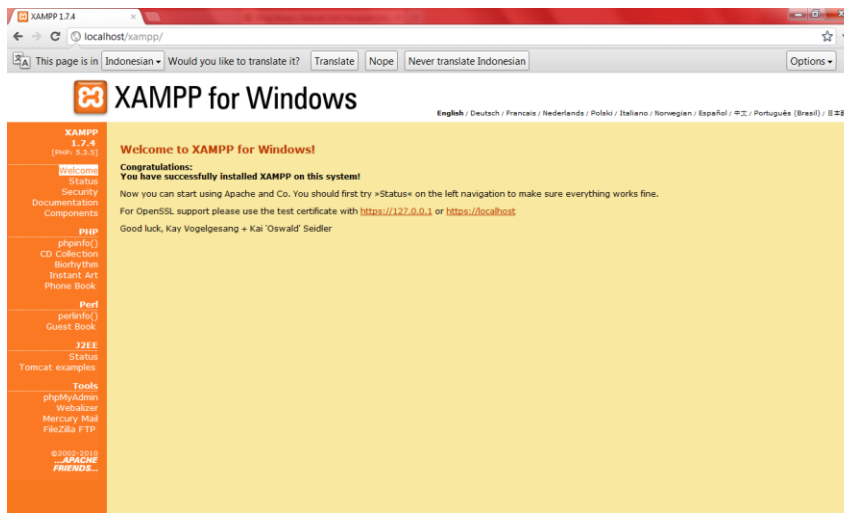 XAMPP 1.7.4
localhost/xampp/
This page is in Indonesian Would you like to translate it? Translate Nope Never translate Indonesian Options
XAMPP for Windows
English / Deutsch / Francais / Nederlands / Polski / Italiano / Norwegian / Español / 中文 / Português (Brasil) /
XAMPP
1.7.4
[PHP: 5.3.5]
Welcome
Status
Security
Documentation
Components
PHP
phpinfo()
CD Collection
Biorhythm
Instant Art
Phone Book
Perl
perlinfo()
Guest Book
J2EE
Status
Tomcat examples
Tools
phpMyAdmin
Webalizer
Mercury Mail
FileZilla FTP
©2002-2010
...APACHE
FRIENDS...
Welcome to XAMPP for Windows!
Congratulations:
You have successfully installed XAMPP on this system!
Now you can start using Apache and Co. You should first try »Status« on the left navigation to make sure everything works fine.
For OpenSSL support please use the test certificate with https://127.0.0.1 or https://localhost
Good luck, Kay Vogelgesang + Kai 'Oswald' Seidler